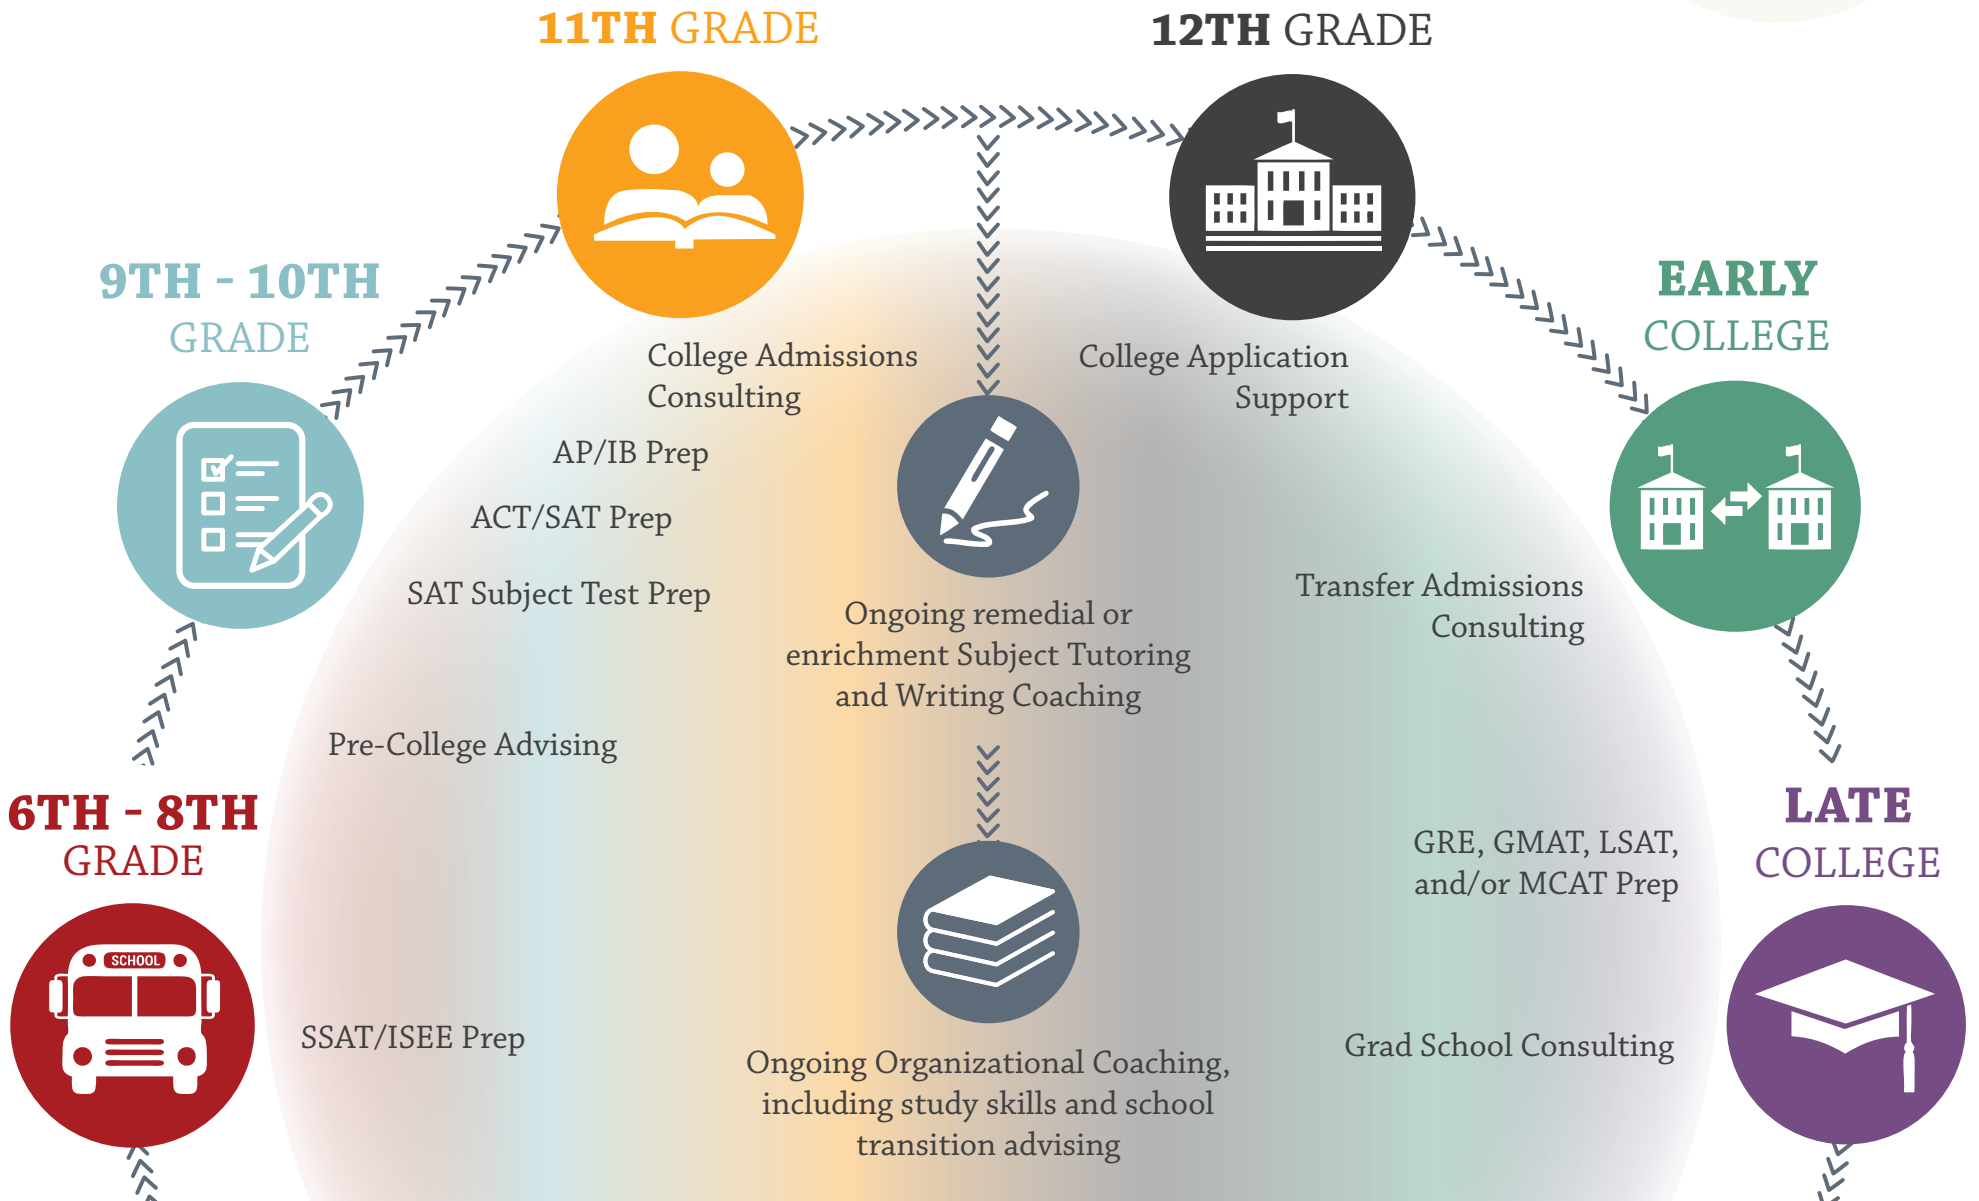 11TH GRADE
12TH GRADE
9TH - 10TH
GRADE
EARLY
COLLEGE
College Admissions
Consulting
College Application
Support
AP/IB Prep
ACT/SAT Prep
SAT Subject Test Prep
Ongoing remedial or
enrichment Subject Tutoring
and Writing Coaching
Transfer Admissions
Consulting
Pre-College Advising
6TH - 8TH
GRADE
LATE
COLLEGE
GRE, GMAT, LSAT,
and/or MCAT Prep
SCHOOL
SSAT/ISEE Prep
Ongoing Organizational Coaching,
including study skills and school
transition advising
Grad School Consulting